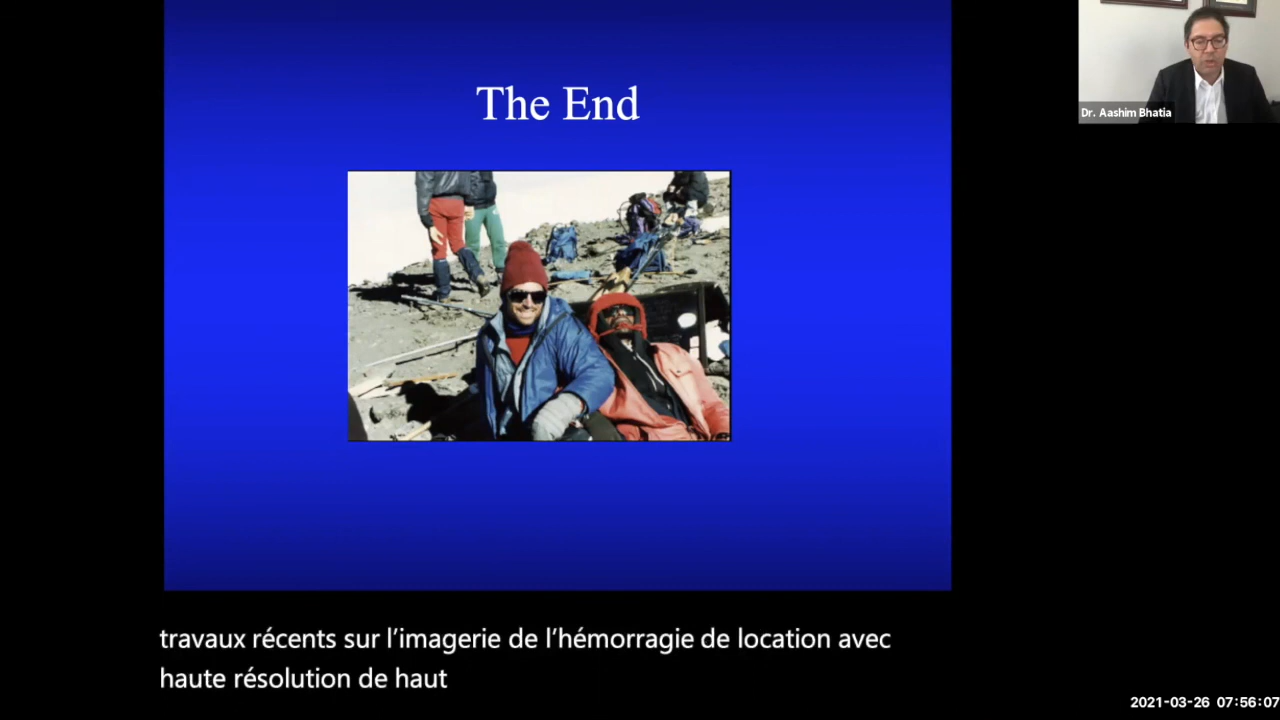 The End
Dr. Aashim Bhatia
travaux récents sur l'imagerie de l'hémorragie de location avec
haute résolution de haut
2021-03-26 07:56:07